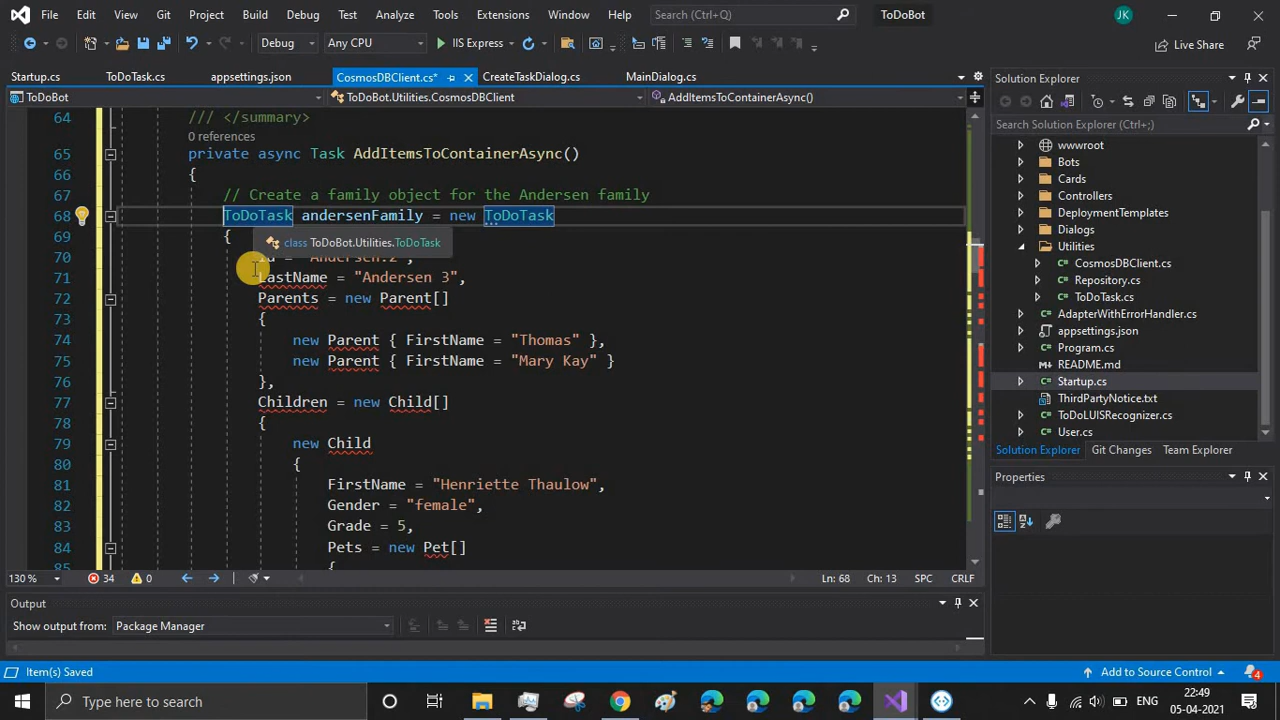 File Edit View Git Project Build Debug Test Analyze Tools Extensions Window Help Search (Ctrl+Q) ToDoBot JK
Debug Any CPU IIS Express Live Share
Startup.cs ToDoTask.cs appsettings.json CosmosDBClient.cs* CreateTaskDialog.cs MainDialog.cs
ToDoBot ToDoBot.Utilities.CosmosDBClient AddItemsToContainerAsync()
64 /// </summary>
0 references
65 private async Task AddItemsToContainerAsync()
66 {
67 // Create a family object for the Andersen family
68 ToDoTask andersenFamily = new ToDoTask
69 {
class ToDoBot.Utilities.ToDoTask
70 Id = "Andersen.2",
71 LastName = "Andersen 3",
72 Parents = new Parent[]
73 {
74 new Parent { FirstName = "Thomas" },
75 new Parent { FirstName = "Mary Kay" }
76 },
77 Children = new Child[]
78 {
79 new Child
80 {
81 FirstName = "Henriette Thaulow",
82 Gender = "female",
83 Grade = 5,
84 Pets = new Pet[]
85 {
130 % 34 0 Ln: 68 Ch: 13 SPC CRLF
Output
Show output from: Package Manager
Solution Explorer
Search Solution Explorer (Ctrl+;)
wwwroot
Bots
Cards
Controllers
DeploymentTemplates
Dialogs
Utilities
CosmosDBClient.cs
Repository.cs
ToDoTask.cs
AdapterWithErrorHandler.cs
appsettings.json
Program.cs
README.md
Startup.cs
ThirdPartyNotice.txt
ToDoLUISRecognizer.cs
User.cs
Solution Explorer Git Changes Team Explorer
Properties
Item(s) Saved Add to Source Control 4
Type here to search ENG 22:49
05-04-2021